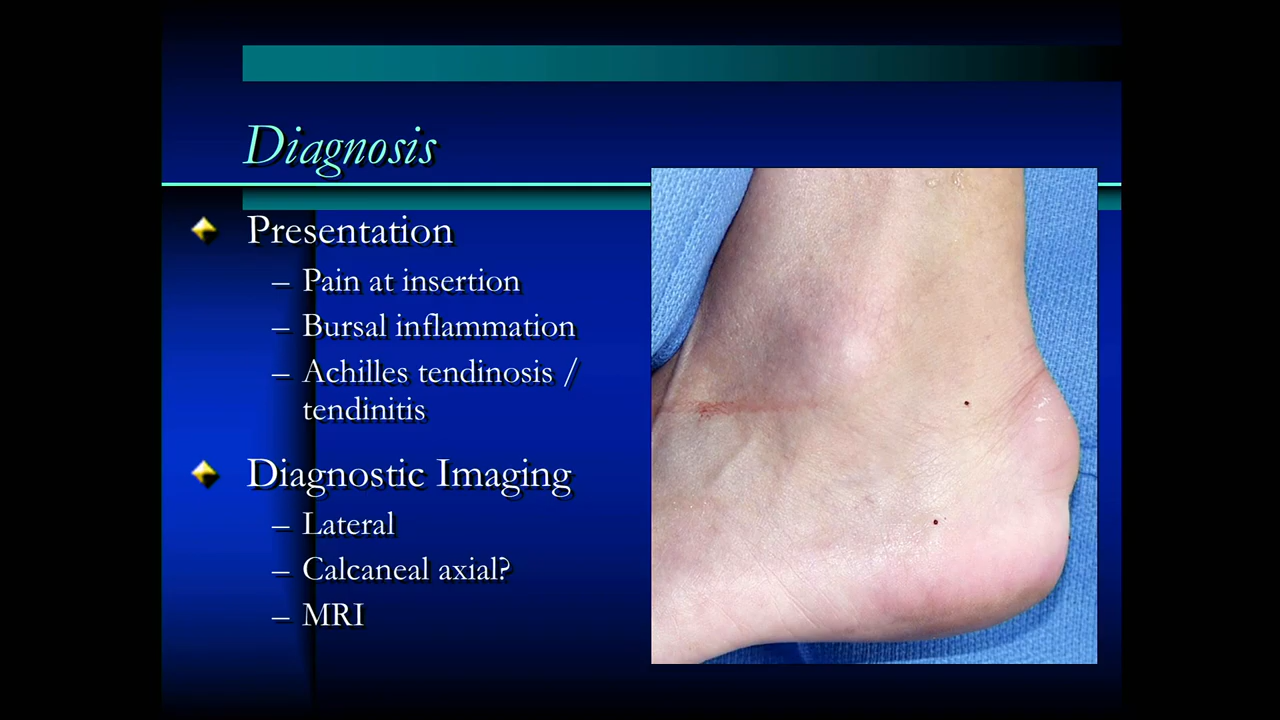 Diagnosis
Presentation
– Pain at insertion
– Bursal inflammation
– Achilles tendinosis /
tendinitis
Diagnostic Imaging
– Lateral
– Calcaneal axial?
– MRI